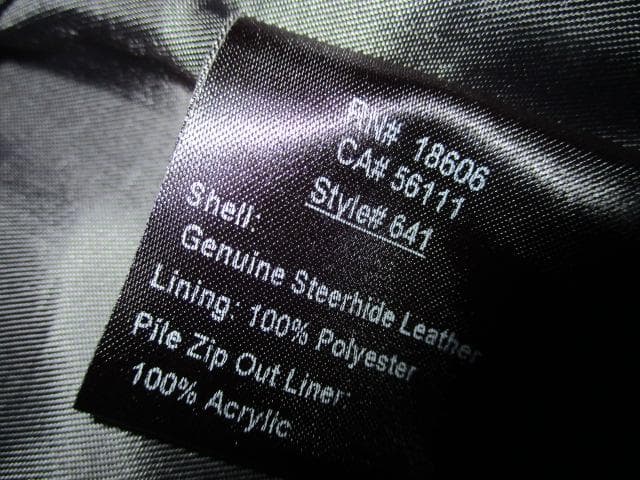 RN# 18606
CA# 56111
Style# 641
Shell:
Genuine Steerhide Leather
Lining: 100% Polyester
Pile Zip Out Liner:
100% Acrylic